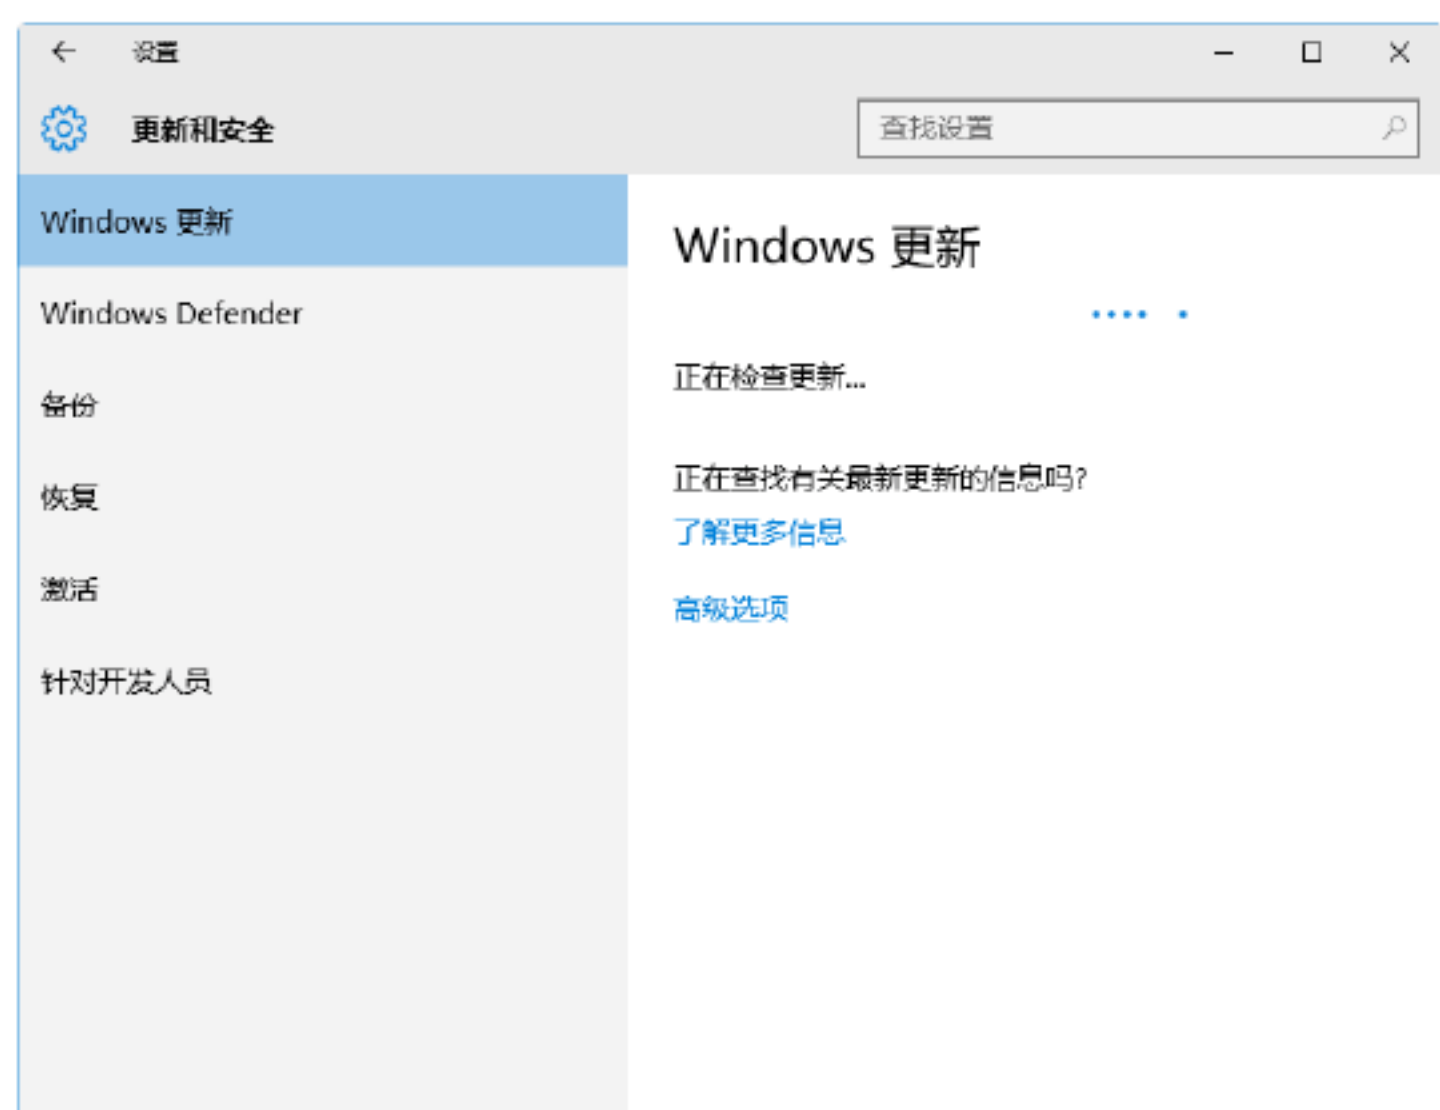 设置
更新和安全
查找设置
Windows 更新
Windows Defender
备份
恢复
激活
针对开发人员
Windows 更新
正在检查更新...
正在查找有关最新更新的信息吗?
了解更多信息
高级选项